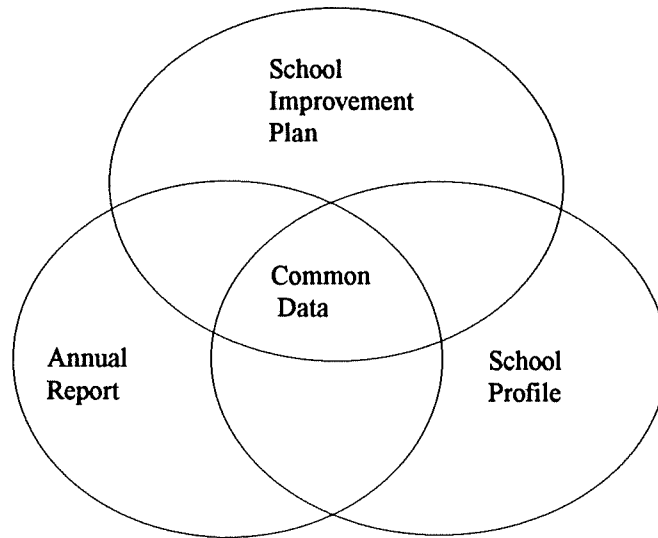 School
Improvement
Plan
Common
Data
Annual
Report
School
Profile